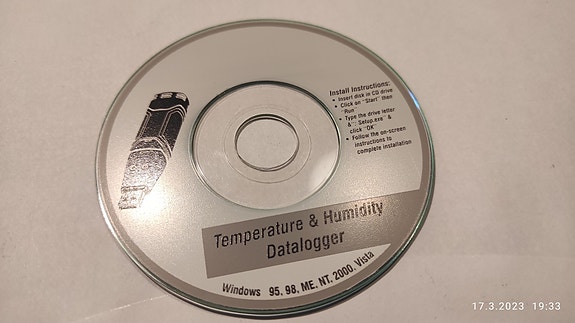 Install Instructions:
• Insert disk in CD drive
• Click on "Start" then
"Run"
• Type the drive letter
& ":\Setup.exe" &
click "OK"
• Follow the on-screen
instructions to
complete installation
Temperature & Humidity
Datalogger
Windows 95, 98, ME, NT, 2000, Vista
17.3.2023 19:33